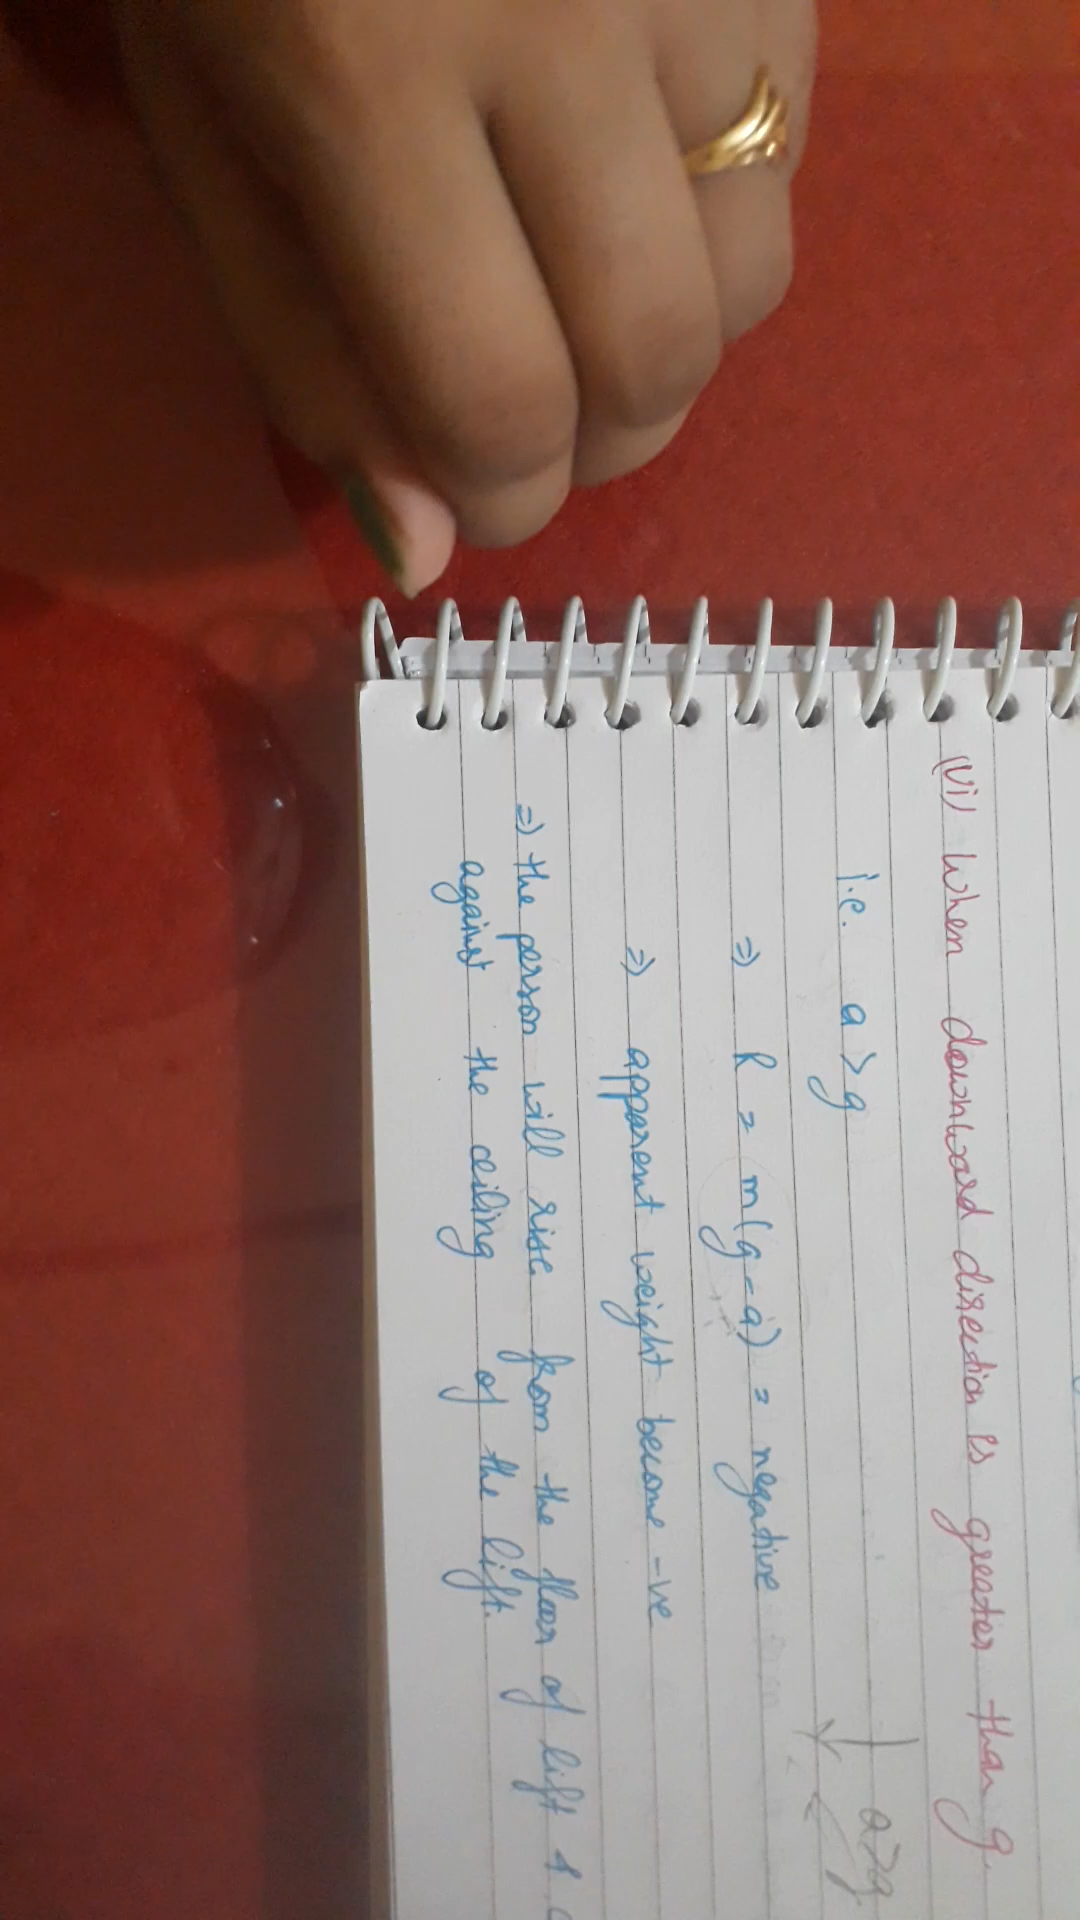 (vi) When downward direction is greater than g.
i.e. a > g
a>g
=) R = m(g-a) = negative
=) apparent weight become -ve
=) the person will rise from the floor of lift &
against the ceiling of the lift.